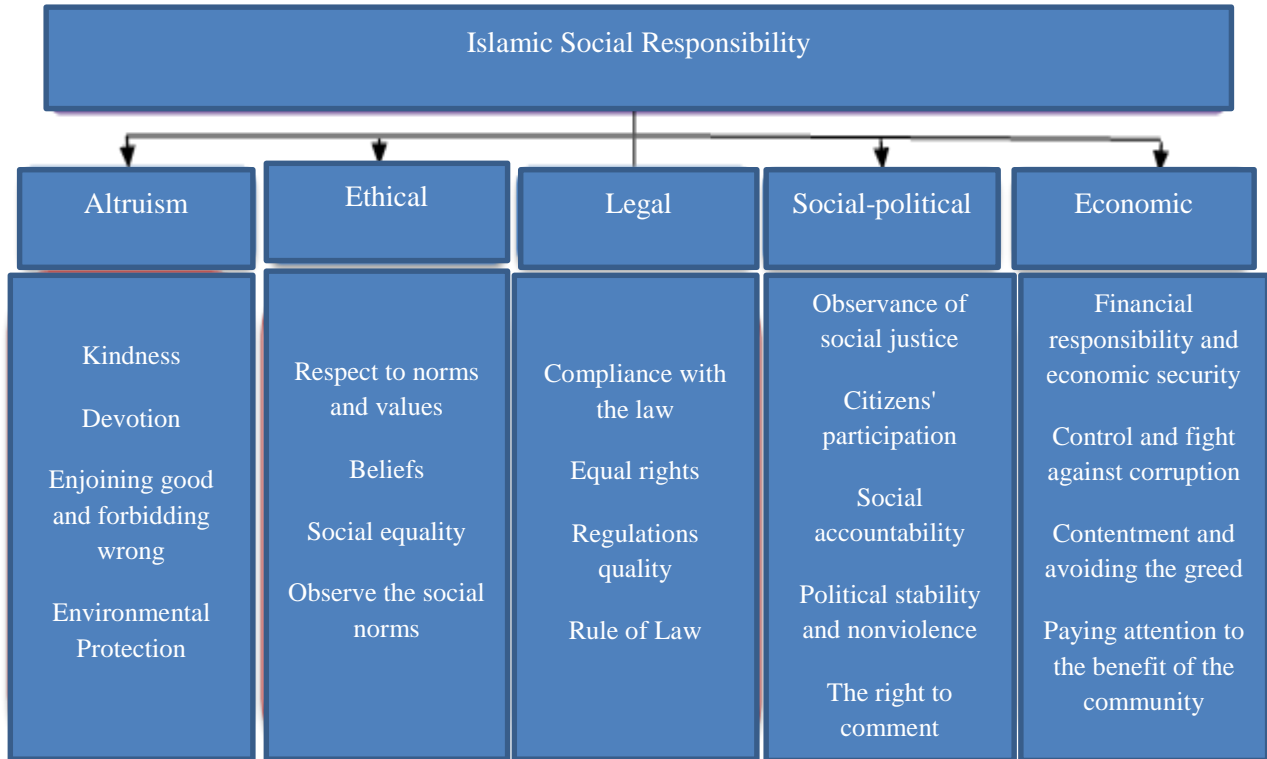 Islamic Social Responsibility
Altruism
Ethical
Legal
Social-political
Economic
Kindness
Devotion
Enjoining good
and forbidding
wrong
Environmental
Protection
Respect to norms
and values
Beliefs
Social equality
Observe the social
norms
Compliance with
the law
Equal rights
Regulations
quality
Rule of Law
Observance of
social justice
Citizens'
participation
Social
accountability
Political stability
and nonviolence
The right to
comment
Financial
responsibility and
economic security
Control and fight
against corruption
Contentment and
avoiding the greed
Paying attention to
the benefit of the
community